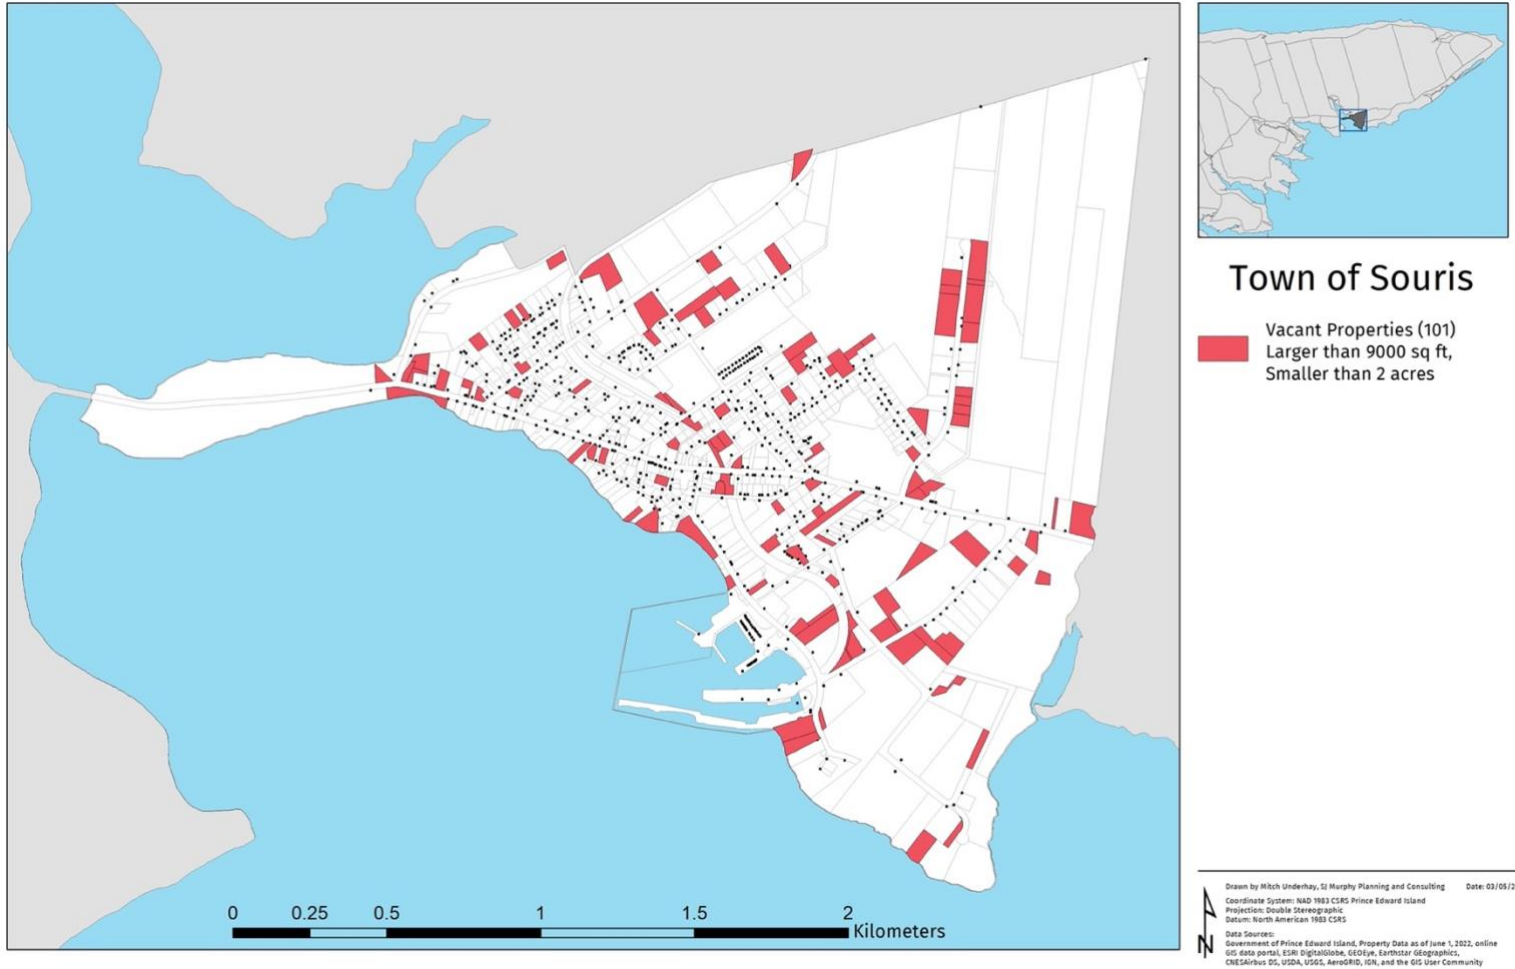 Town of Souris
Vacant Properties (101)
Larger than 9000 sq ft,
Smaller than 2 acres
0 0.25 0.5 1 1.5 2
Kilometers
N
Drawn by Mitch Underhay, SJ Murphy Planning and Consulting Date: 03/05/2
Coordinate System: NAD 1983 CSRS Prince Edward Island
Projection: Double Stereographic
Datum: North American 1983 CSRS
Data Sources:
Government of Prince Edward Island, Property Data as of June 1, 2022, online
GIS data portal, ESRI DigitalGlobe, GEOEye, Earthstar GEographics,
CNESAirbus DS, USDA, USGS, AeroGRID, IGN, and the GIS User Community